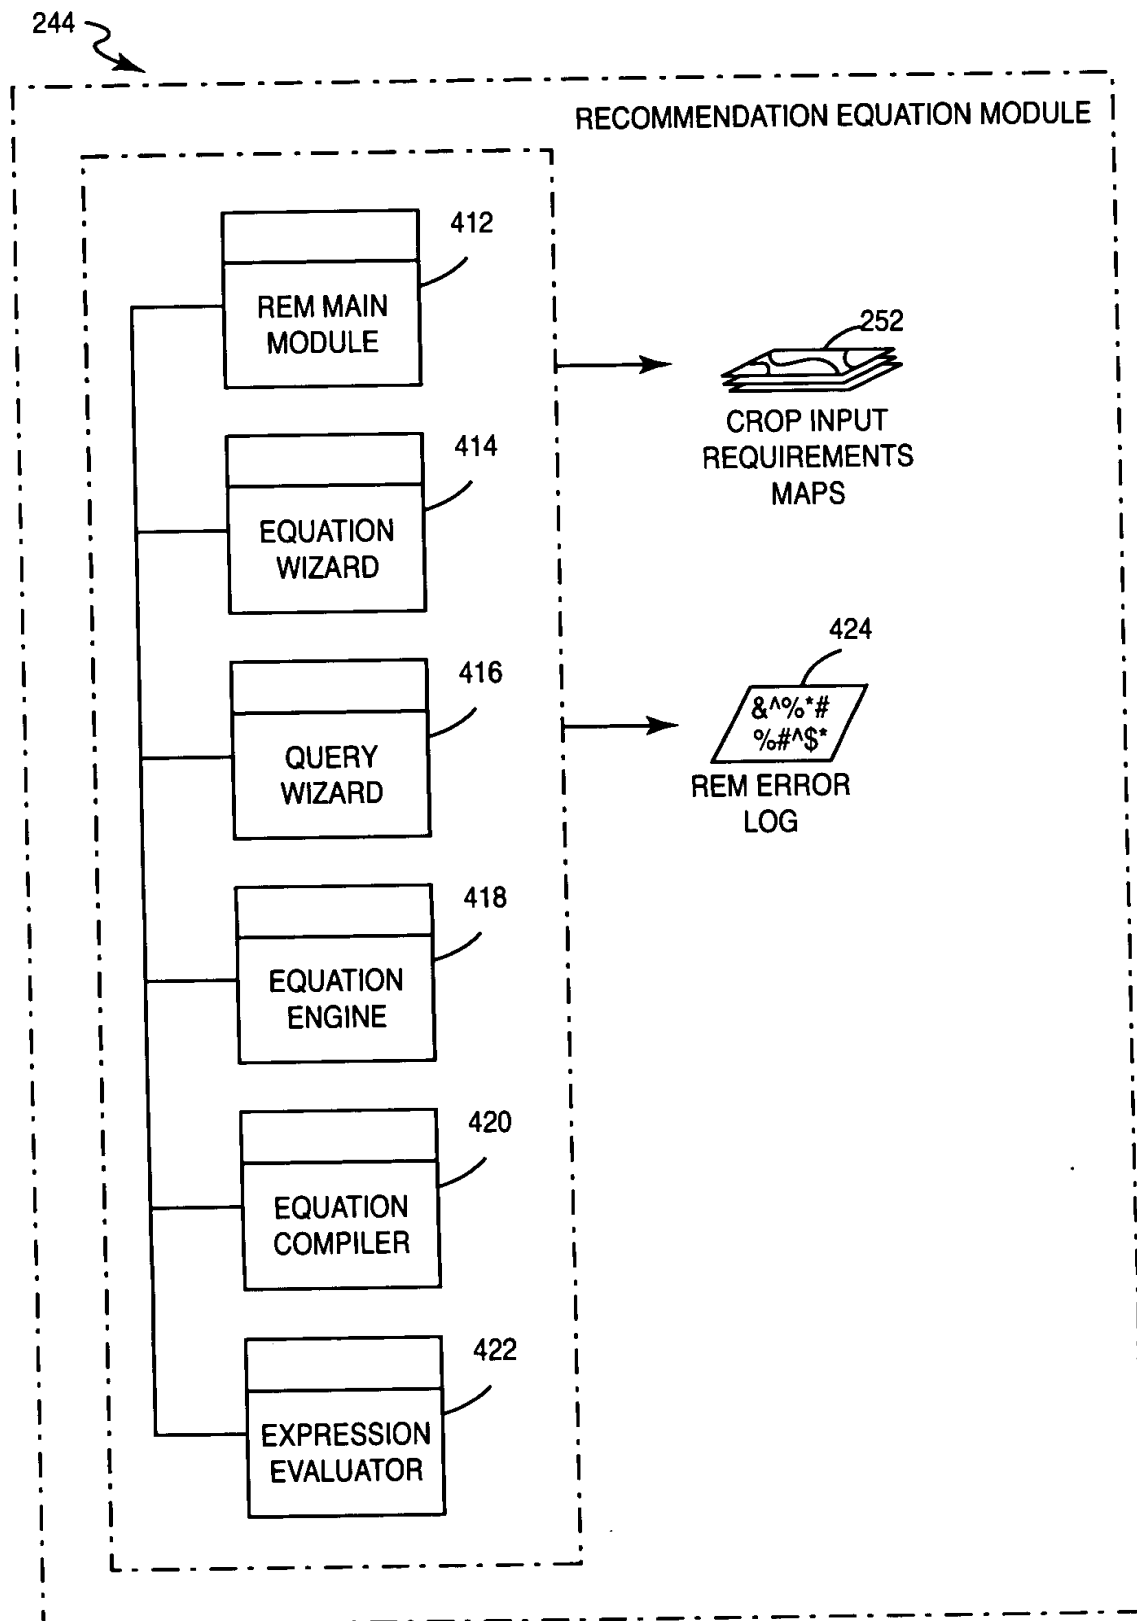 244
RECOMMENDATION EQUATION MODULE
412
REM MAIN
MODULE
252
CROP INPUT
REQUIREMENTS
MAPS
414
EQUATION
WIZARD
424
&^%*#
%#^$*
REM ERROR
LOG
416
QUERY
WIZARD
418
EQUATION
ENGINE
420
EQUATION
COMPILER
422
EXPRESSION
EVALUATOR